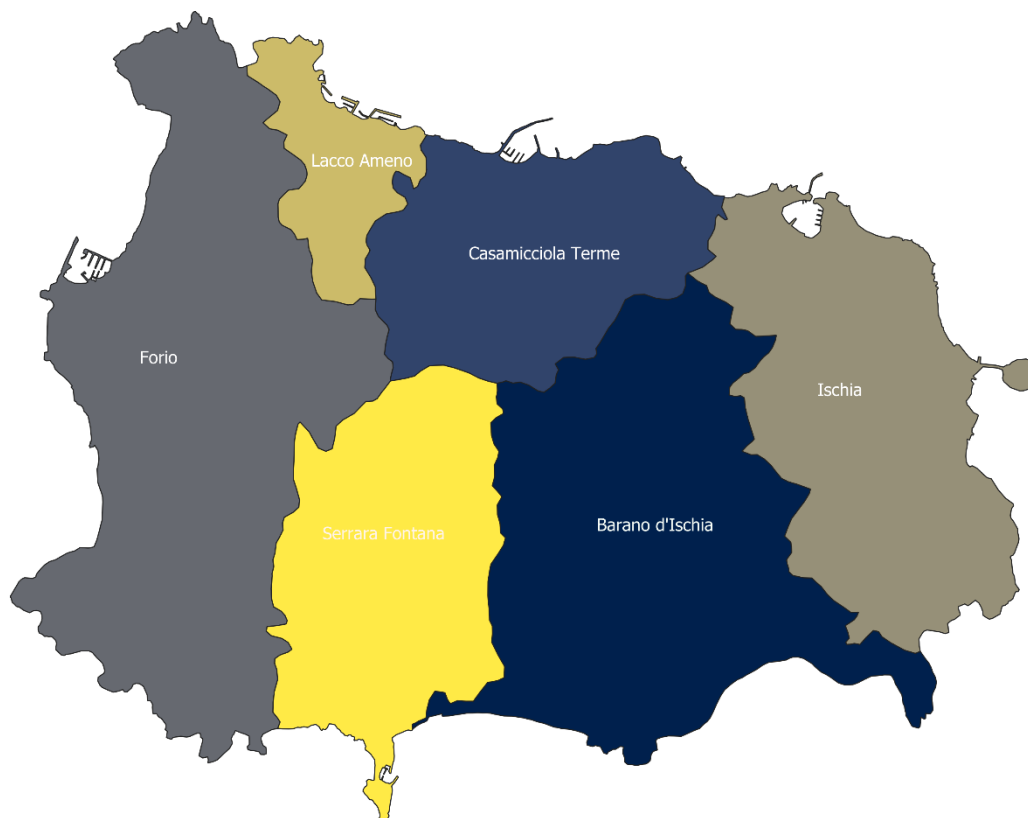 Lacco Ameno
Casamicciola Terme
Forio
Ischia
Serrara Fontana
Barano d'Ischia